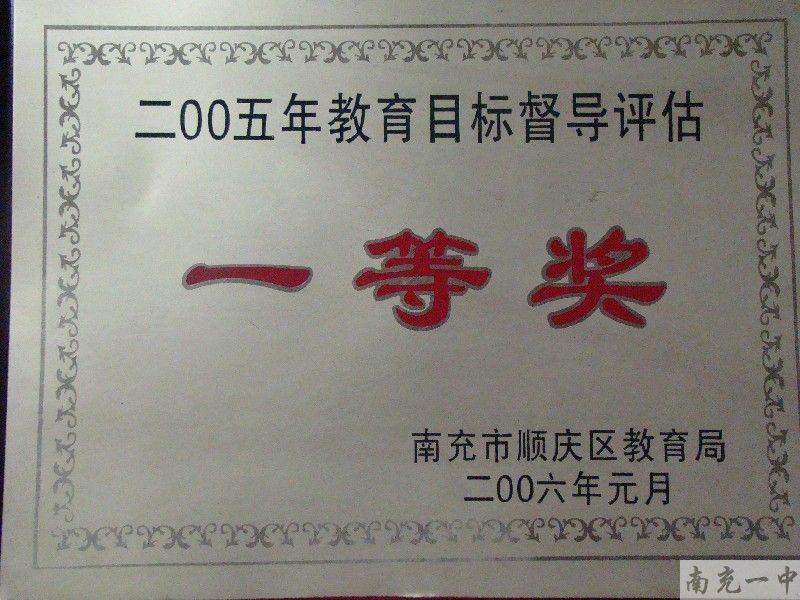 二00五年教育目标督导评估
一等奖
南充市顺庆区教育局
二00六年元月
南充一中